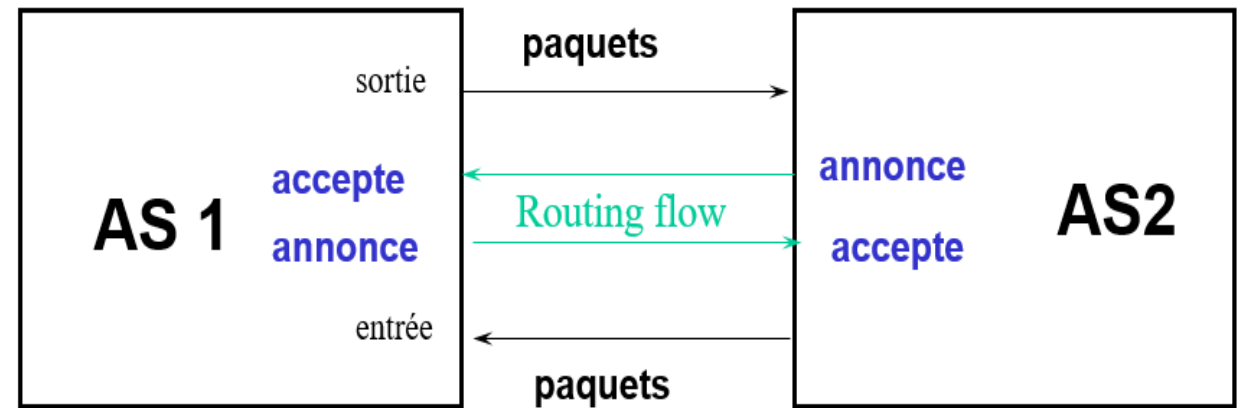 paquets
sortie
accepte
annonce
AS 1
Routing flow
AS2
annonce
accepte
entrée
paquets